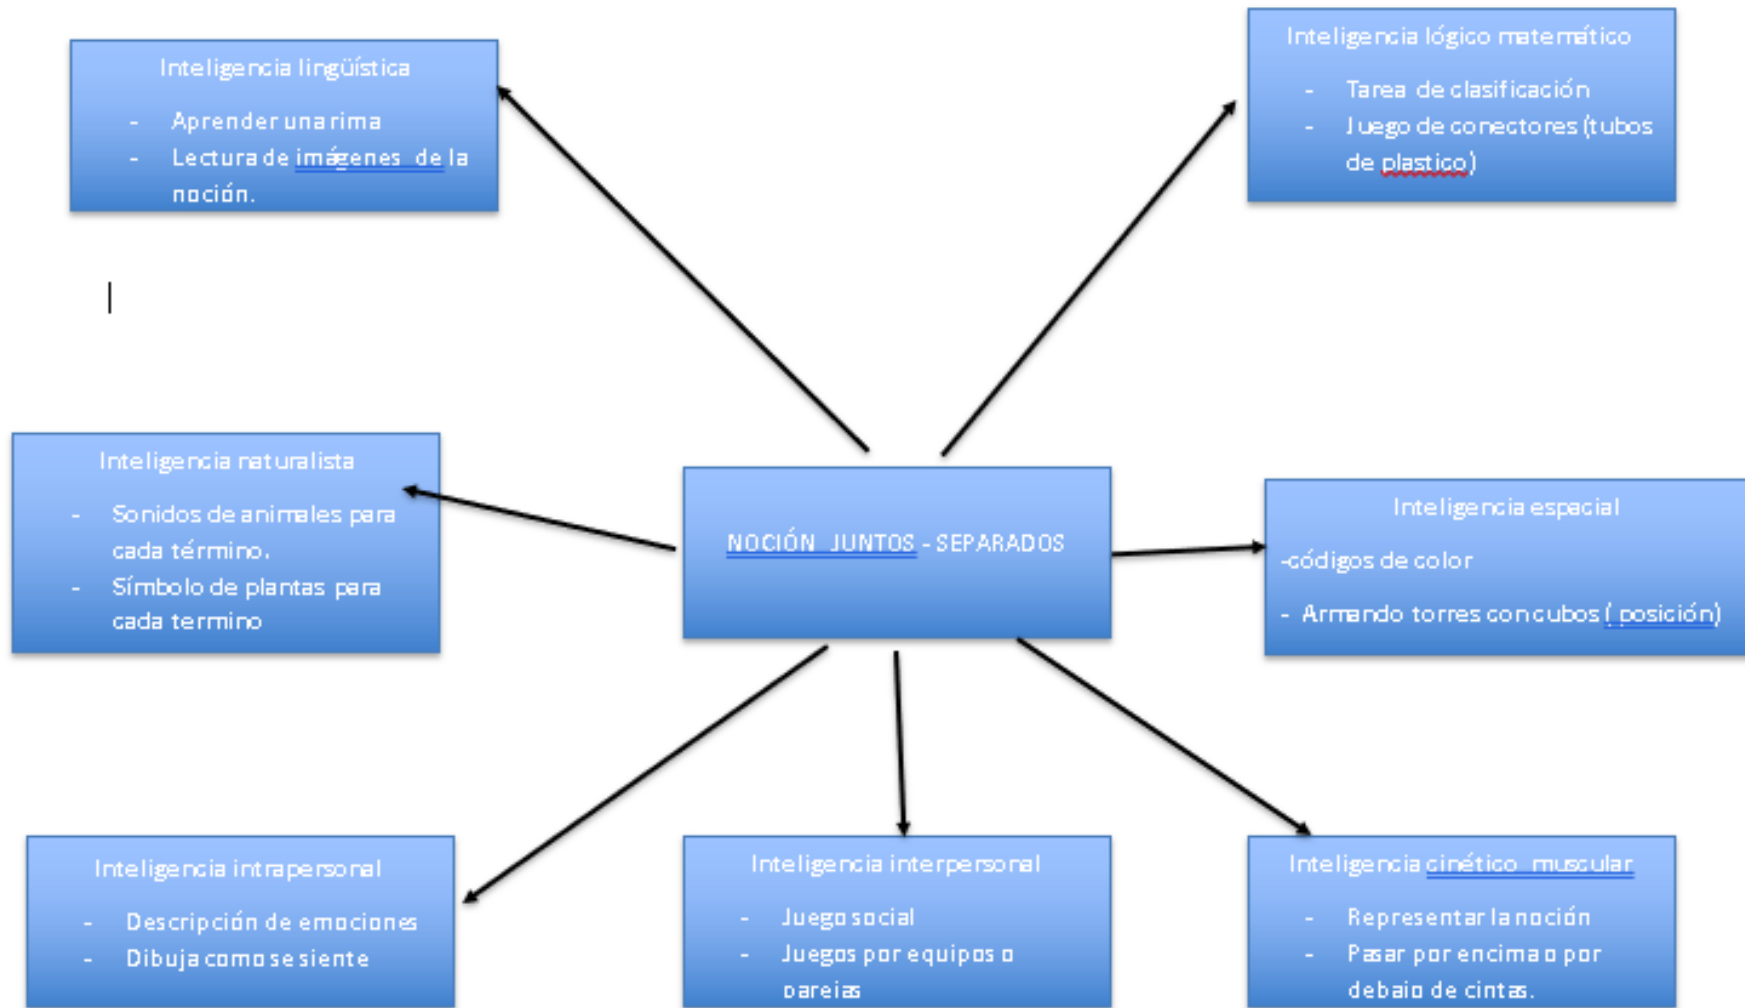 Inteligencia lingüística
- Aprender una rima
- Lectura de imágenes de la
noción.
Inteligencia lógico matemático
- Tarea de clasificación
- Juego de conectores (tubos
de plastico)
Inteligencia naturalista
- Sonidos de animales para
cada término.
- Símbolo de plantas para
cada termino
NOCIÓN JUNTOS - SEPARADOS
Inteligencia espacial
-códigos de color
- Armando torres con cubos ( posición)
Inteligencia intrapersonal
- Descripción de emociones
- Dibuja como se siente
Inteligencia interpersonal
- Juego social
- Juegos por equipos o
parejas
Inteligencia cinético muscular
- Representar la noción
- Pasar por encima o por
debajo de cintas.